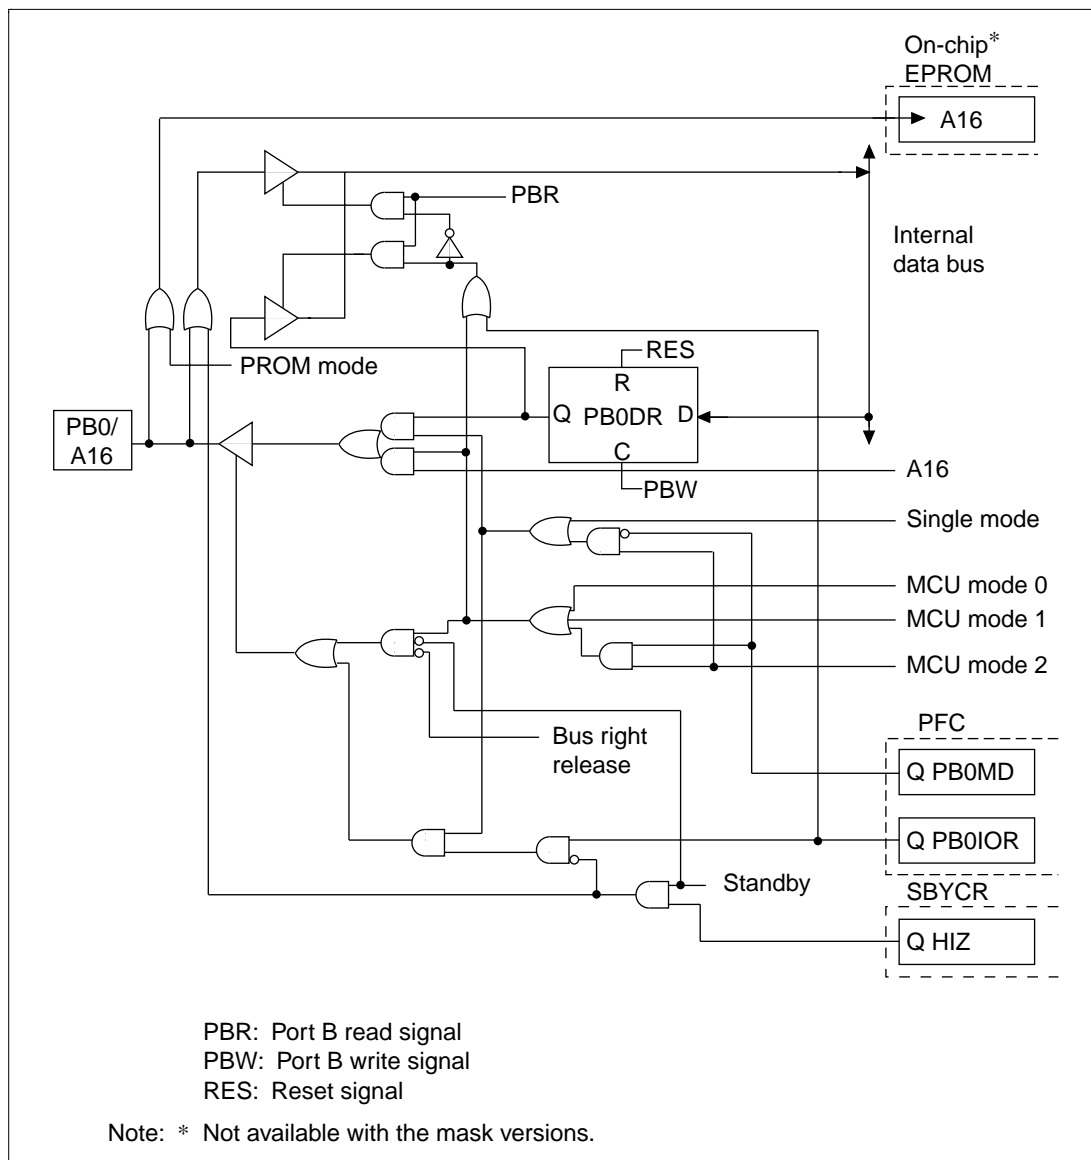 On-chip*
EPROM
A16
PBR
Internal
data bus
PROM mode
RES
R
Q PB0DR D
C
PBW
PB0/
A16
A16
Single mode
MCU mode 0
MCU mode 1
MCU mode 2
Bus right
release
PFC
Q PB0MD
Q PB0IOR
Standby
SBYCR
Q HIZ
PBR: Port B read signal
PBW: Port B write signal
RES: Reset signal
Note: * Not available with the mask versions.